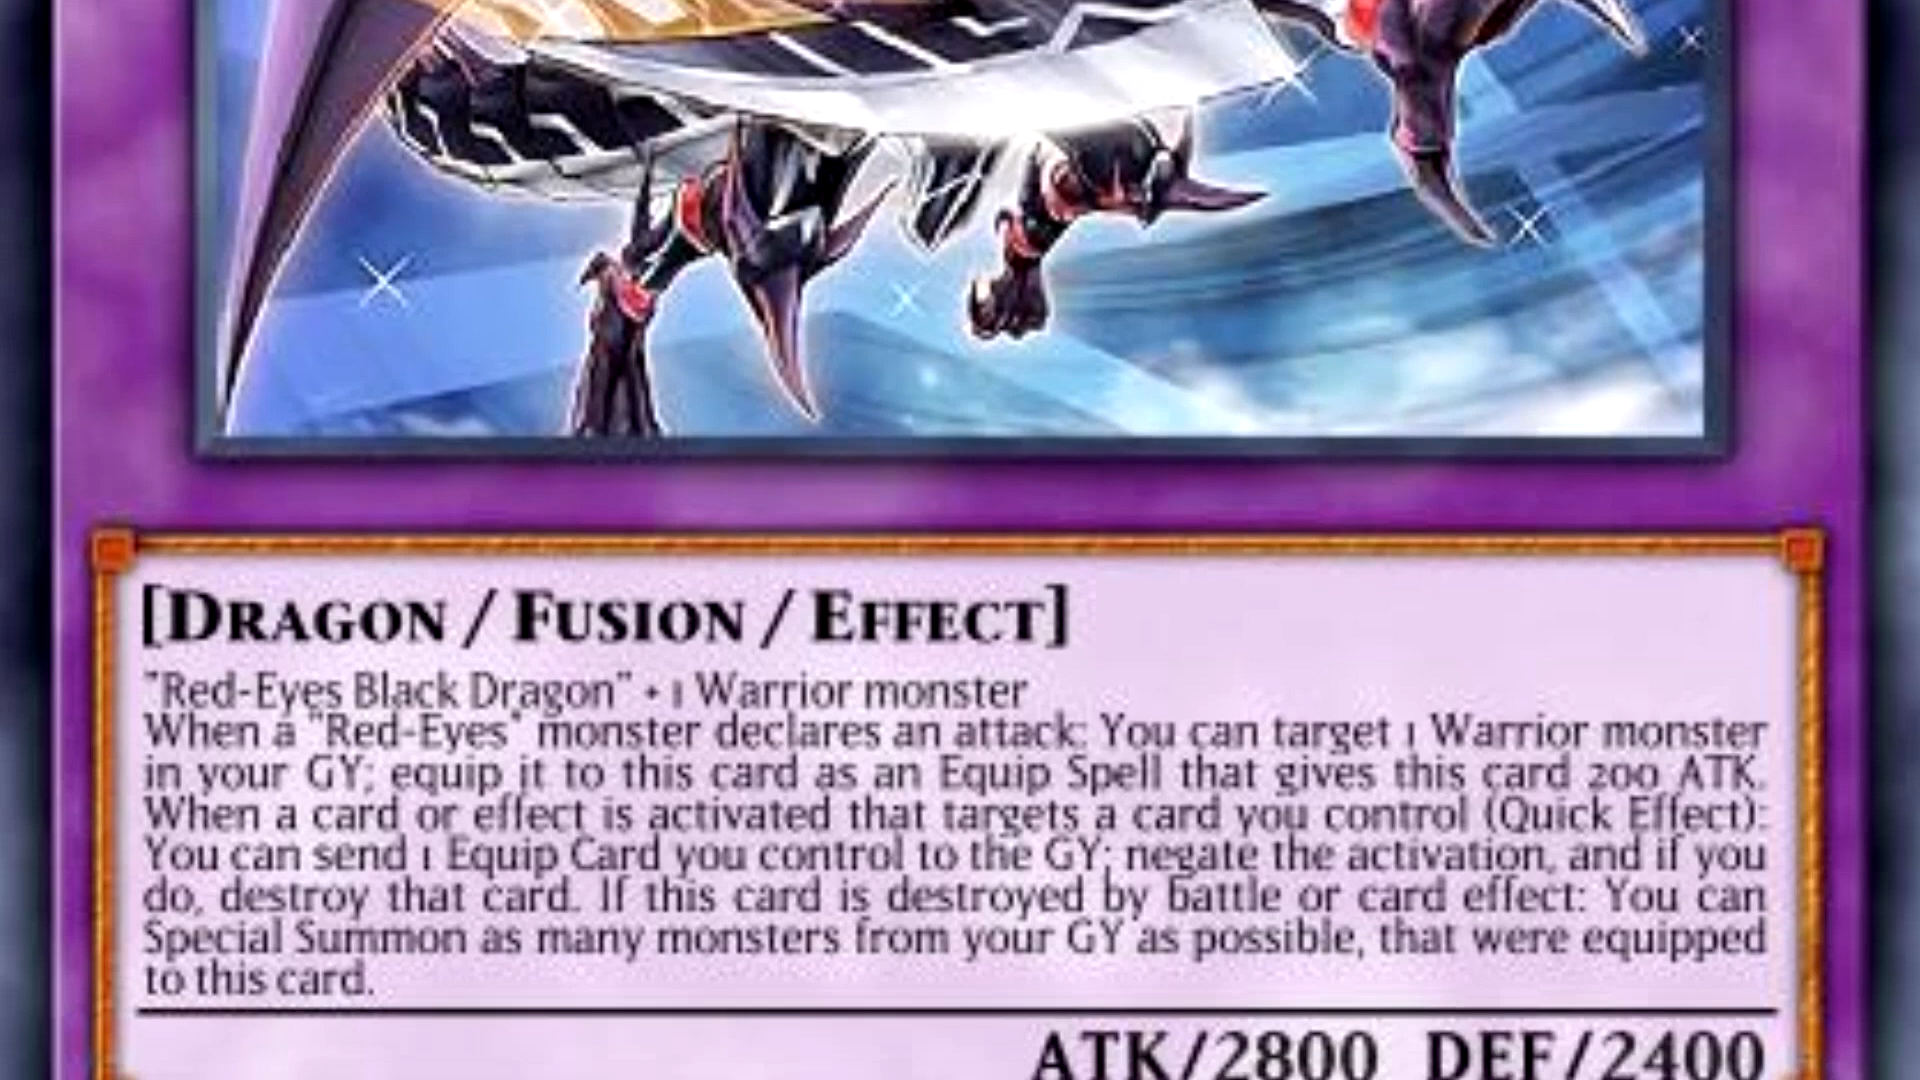 [DRAGON / FUSION / EFFECT]
"Red-Eyes Black Dragon" + 1 Warrior monster
When a "Red-Eyes" monster declares an attack: You can target 1 Warrior monster
in your GY; equip it to this card as an Equip Spell that gives this card 200 ATK.
When a card or effect is activated that targets a card you control (Quick Effect):
You can send 1 Equip Card you control to the GY; negate the activation, and if you
do, destroy that card. If this card is destroyed by battle or card effect: You can
Special Summon as many monsters from your GY as possible, that were equipped
to this card.
ATK/2800 DEF/2400